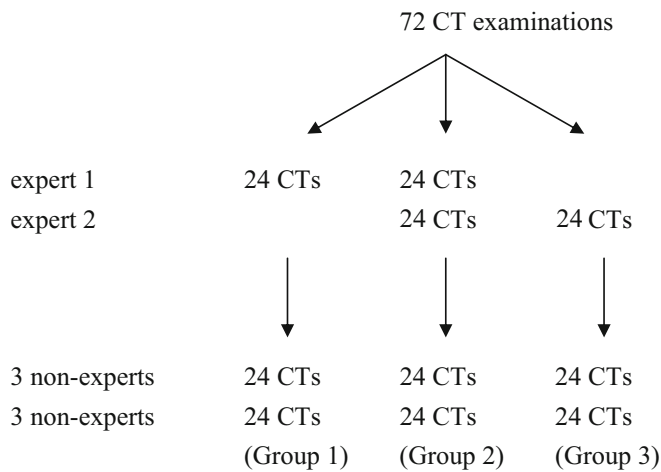 72 CT examinations
expert 1 24 CTs 24 CTs
expert 2 24 CTs 24 CTs
3 non-experts 24 CTs 24 CTs 24 CTs
3 non-experts 24 CTs 24 CTs 24 CTs
(Group 1) (Group 2) (Group 3)